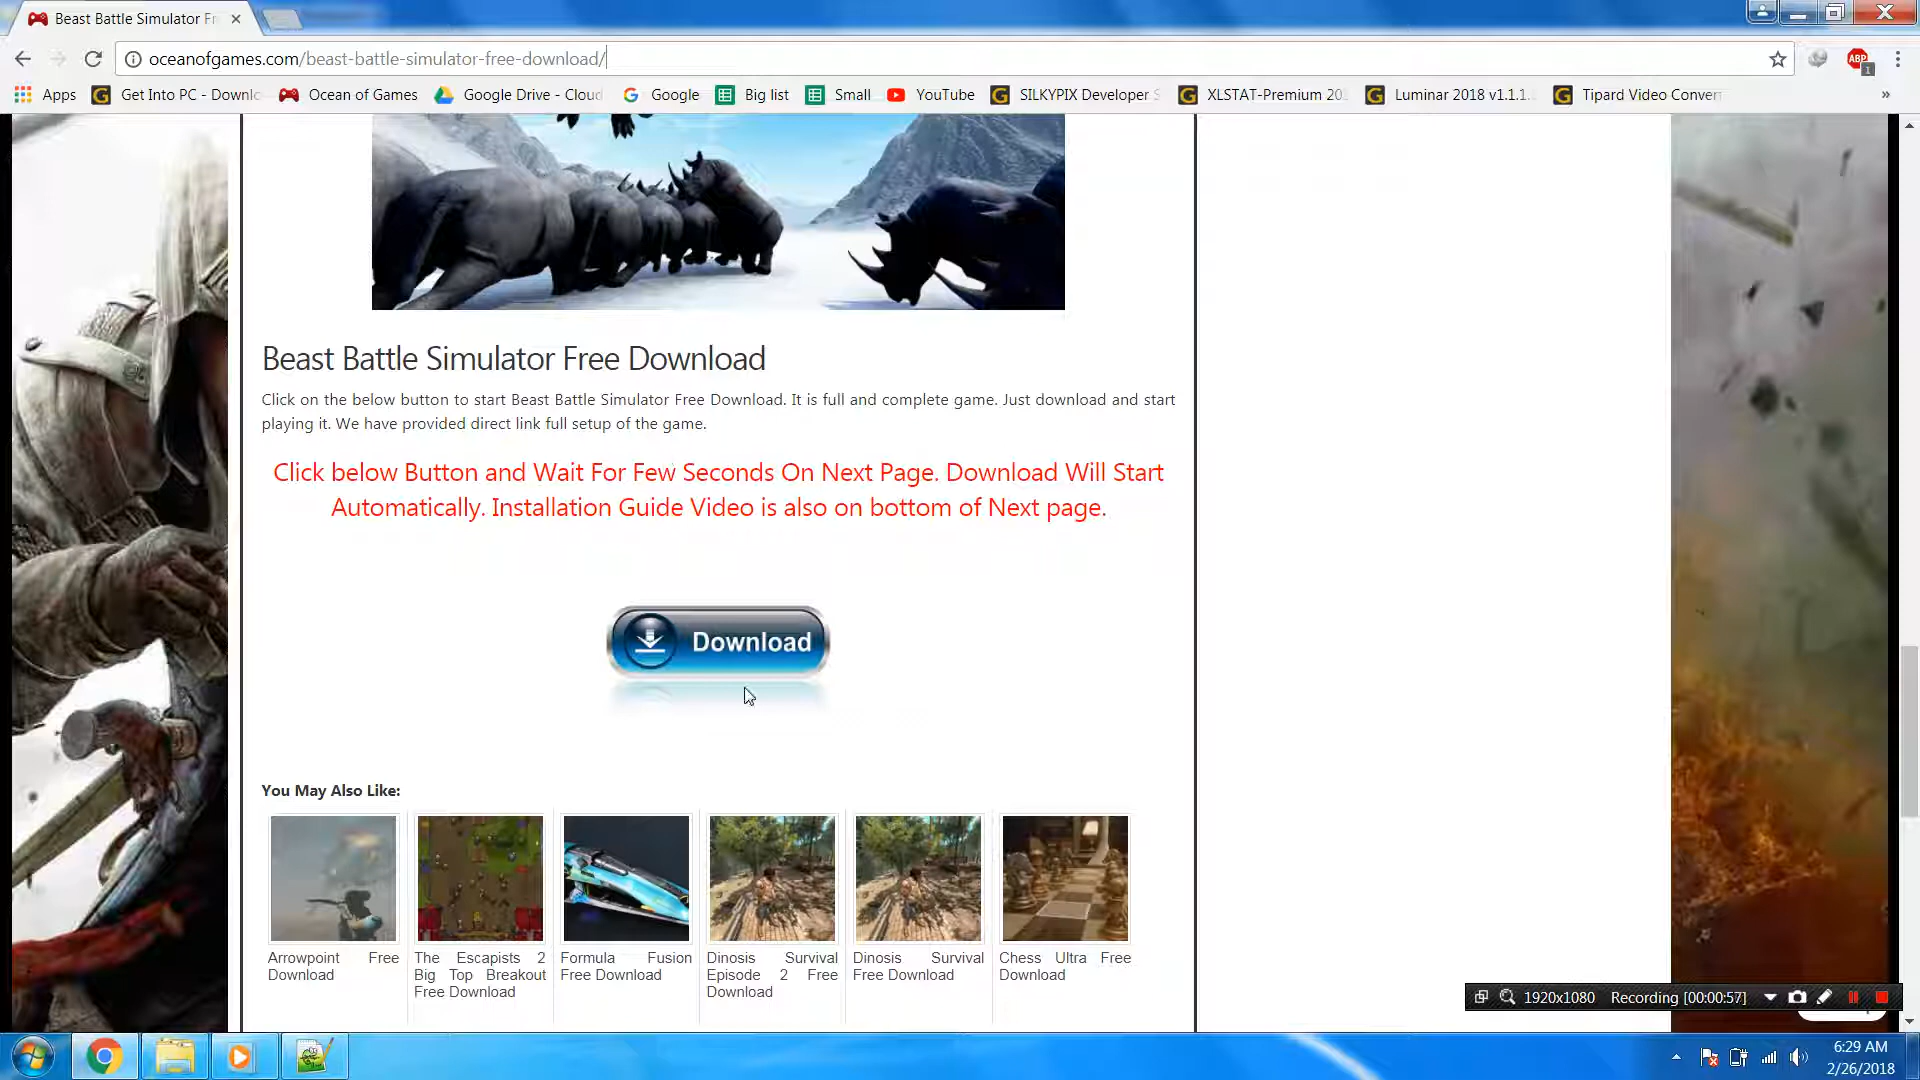 Beast Battle Simulator Fr
oceanofgames.com/beast-battle-simulator-free-download/
ABP
1
Apps
Get Into PC - Downl
Ocean of Games
Google Drive - Cloud
Google
Big list
Small
YouTube
SILKYPIX Developer S
XLSTAT-Premium 20
Luminar 2018 v1.1.1.
Tipard Video Conver
»
Beast Battle Simulator Free Download
Click on the below button to start Beast Battle Simulator Free Download. It is full and complete game. Just download and start
playing it. We have provided direct link full setup of the game.
Click below Button and Wait For Few Seconds On Next Page. Download Will Start
Automatically. Installation Guide Video is also on bottom of Next page.
Download
You May Also Like:
Arrowpoint Free
Download
The Escapists 2
Big Top Breakout
Free Download
Formula Fusion
Free Download
Dinosis Survival
Episode 2 Free
Download
Dinosis Survival
Free Download
Chess Ultra Free
Download
1920x1080
Recording [00:00:57]
6:29 AM
2/26/2018